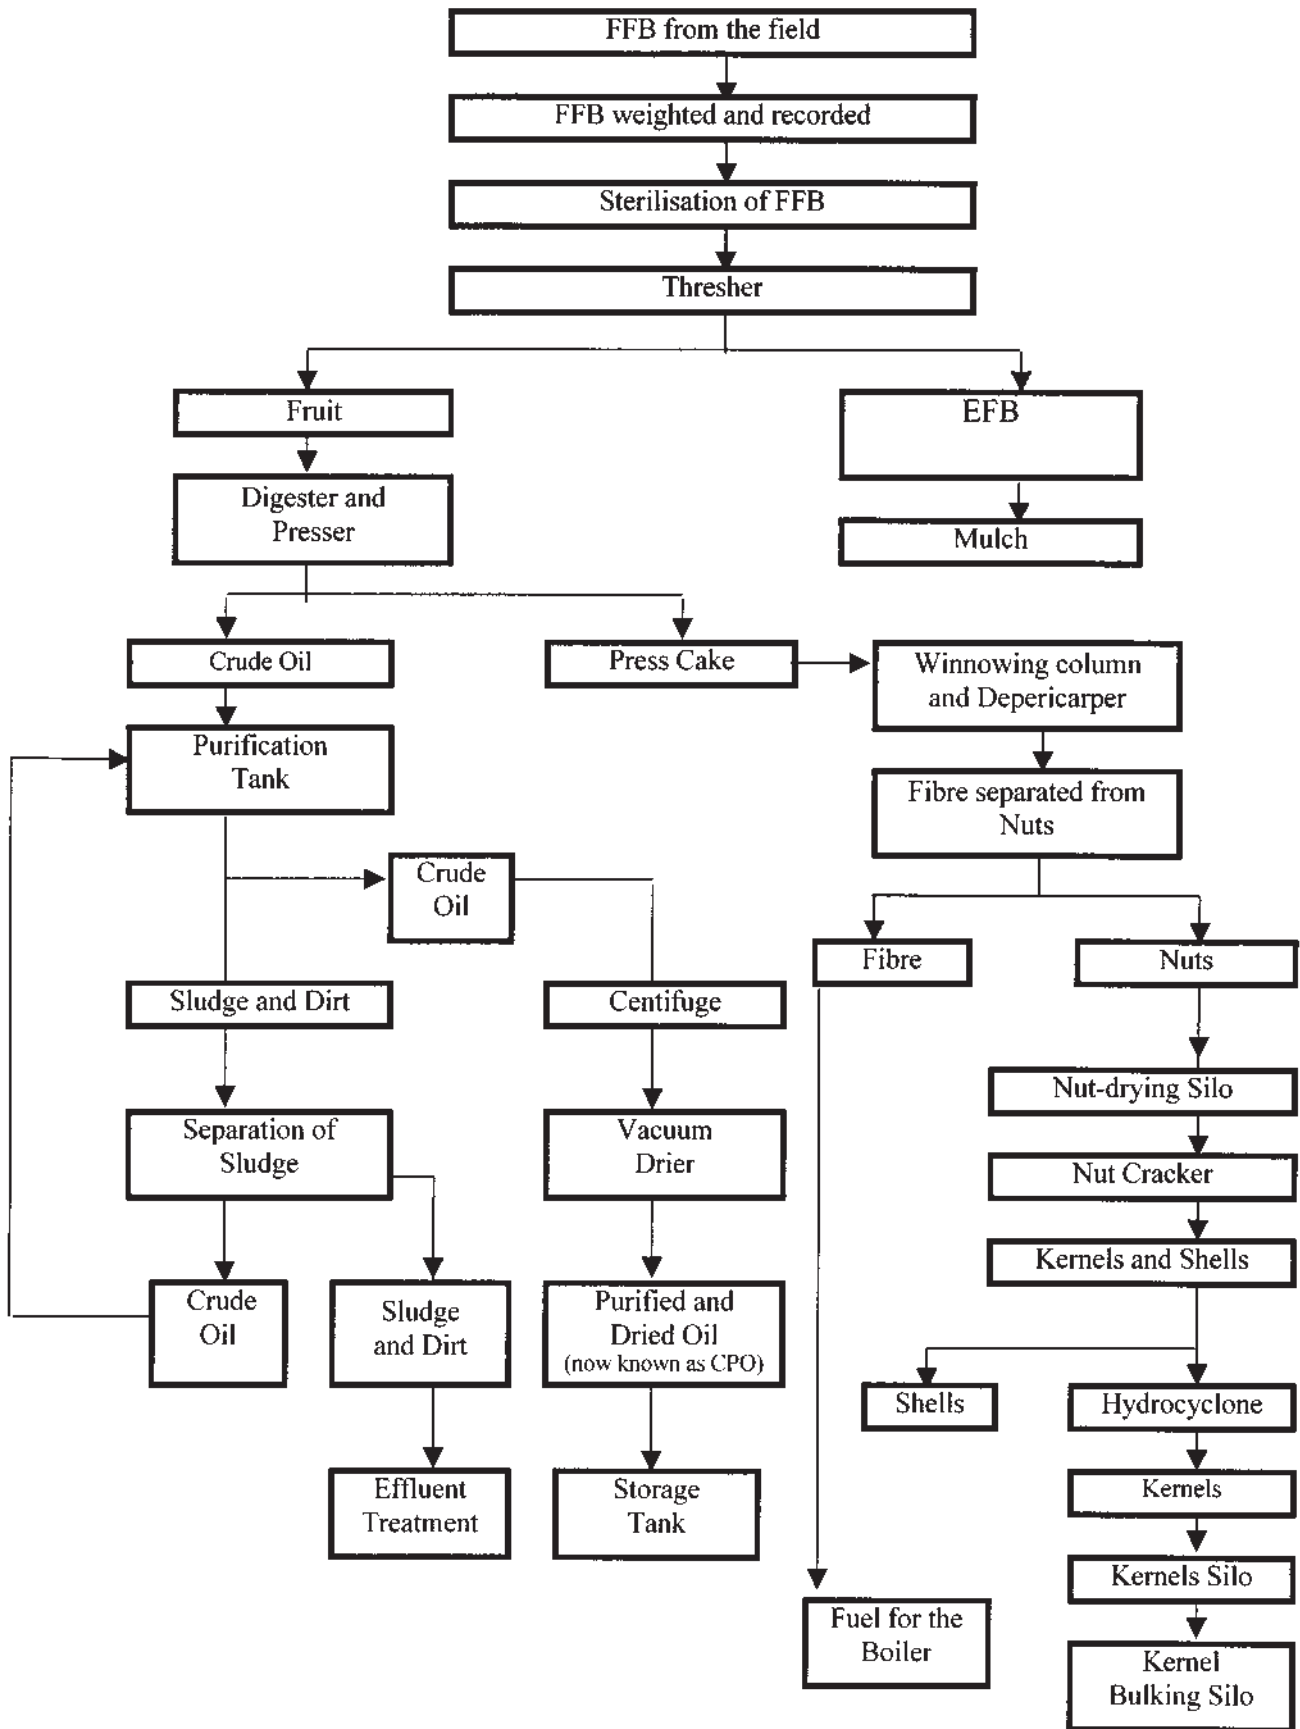 FFB from the field
FFB weighted and recorded
Sterilisation of FFB
Thresher
Fruit
EFB
Digester and
Presser
Mulch
Crude Oil
Press Cake
Winnowing column
and Depericarper
Purification
Tank
Fibre separated from
Nuts
Crude
Oil
Fibre
Nuts
Sludge and Dirt
Centifuge
Nut-drying Silo
Separation of
Sludge
Vacuum
Drier
Nut Cracker
Kernels and Shells
Crude
Oil
Sludge
and Dirt
Purified and
Dried Oil
(now known as CPO)
Shells
Hydrocyclone
Effluent
Treatment
Storage
Tank
Kernels
Kernels Silo
Fuel for the
Boiler
Kernel
Bulking Silo